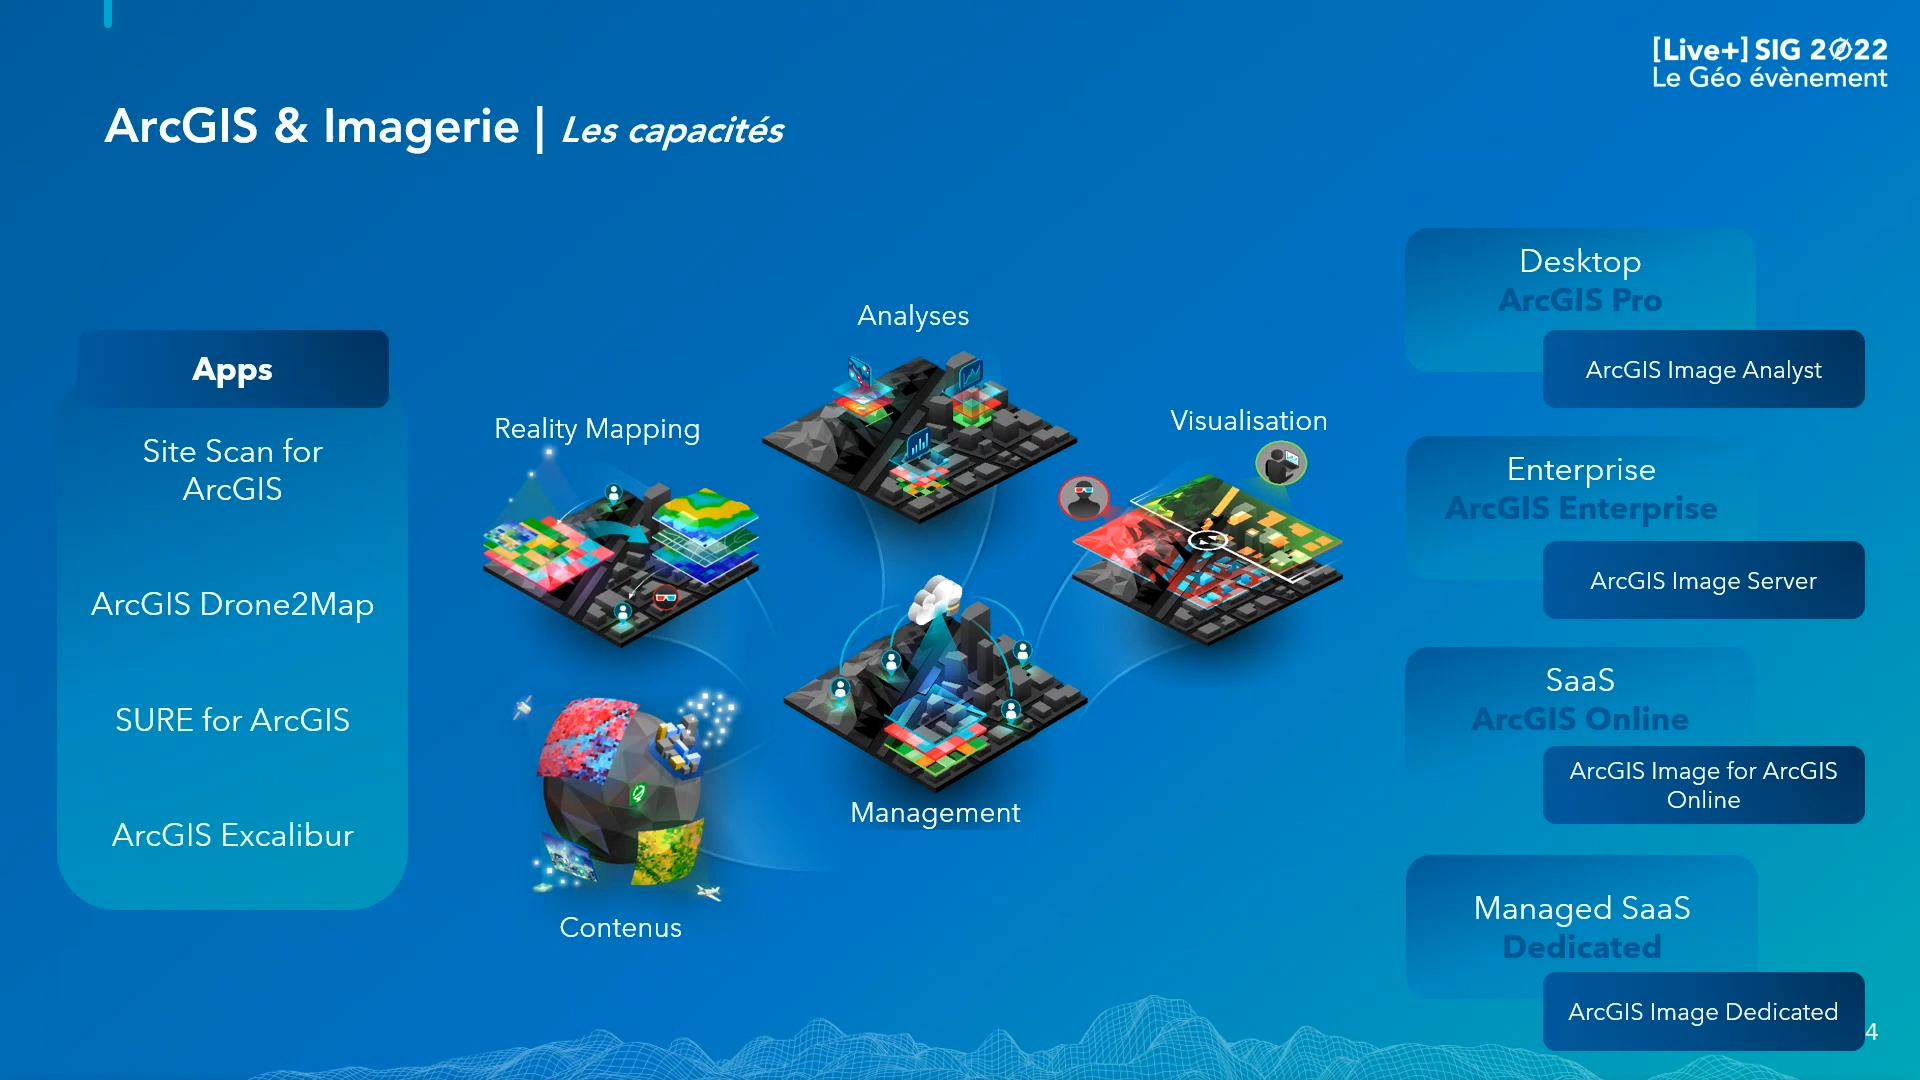 [Live+] SIG 2022
Le Géo évènement
ArcGIS & Imagerie | Les capacités
Apps
Site Scan for
ArcGIS
ArcGIS Drone2Map
SURE for ArcGIS
ArcGIS Excalibur
Reality Mapping
Analyses
Visualisation
Management
Contenus
Desktop
ArcGIS Pro
ArcGIS Image Analyst
Enterprise
ArcGIS Enterprise
ArcGIS Image Server
SaaS
ArcGIS Online
ArcGIS Image for ArcGIS
Online
Managed SaaS
Dedicated
ArcGIS Image Dedicated
4